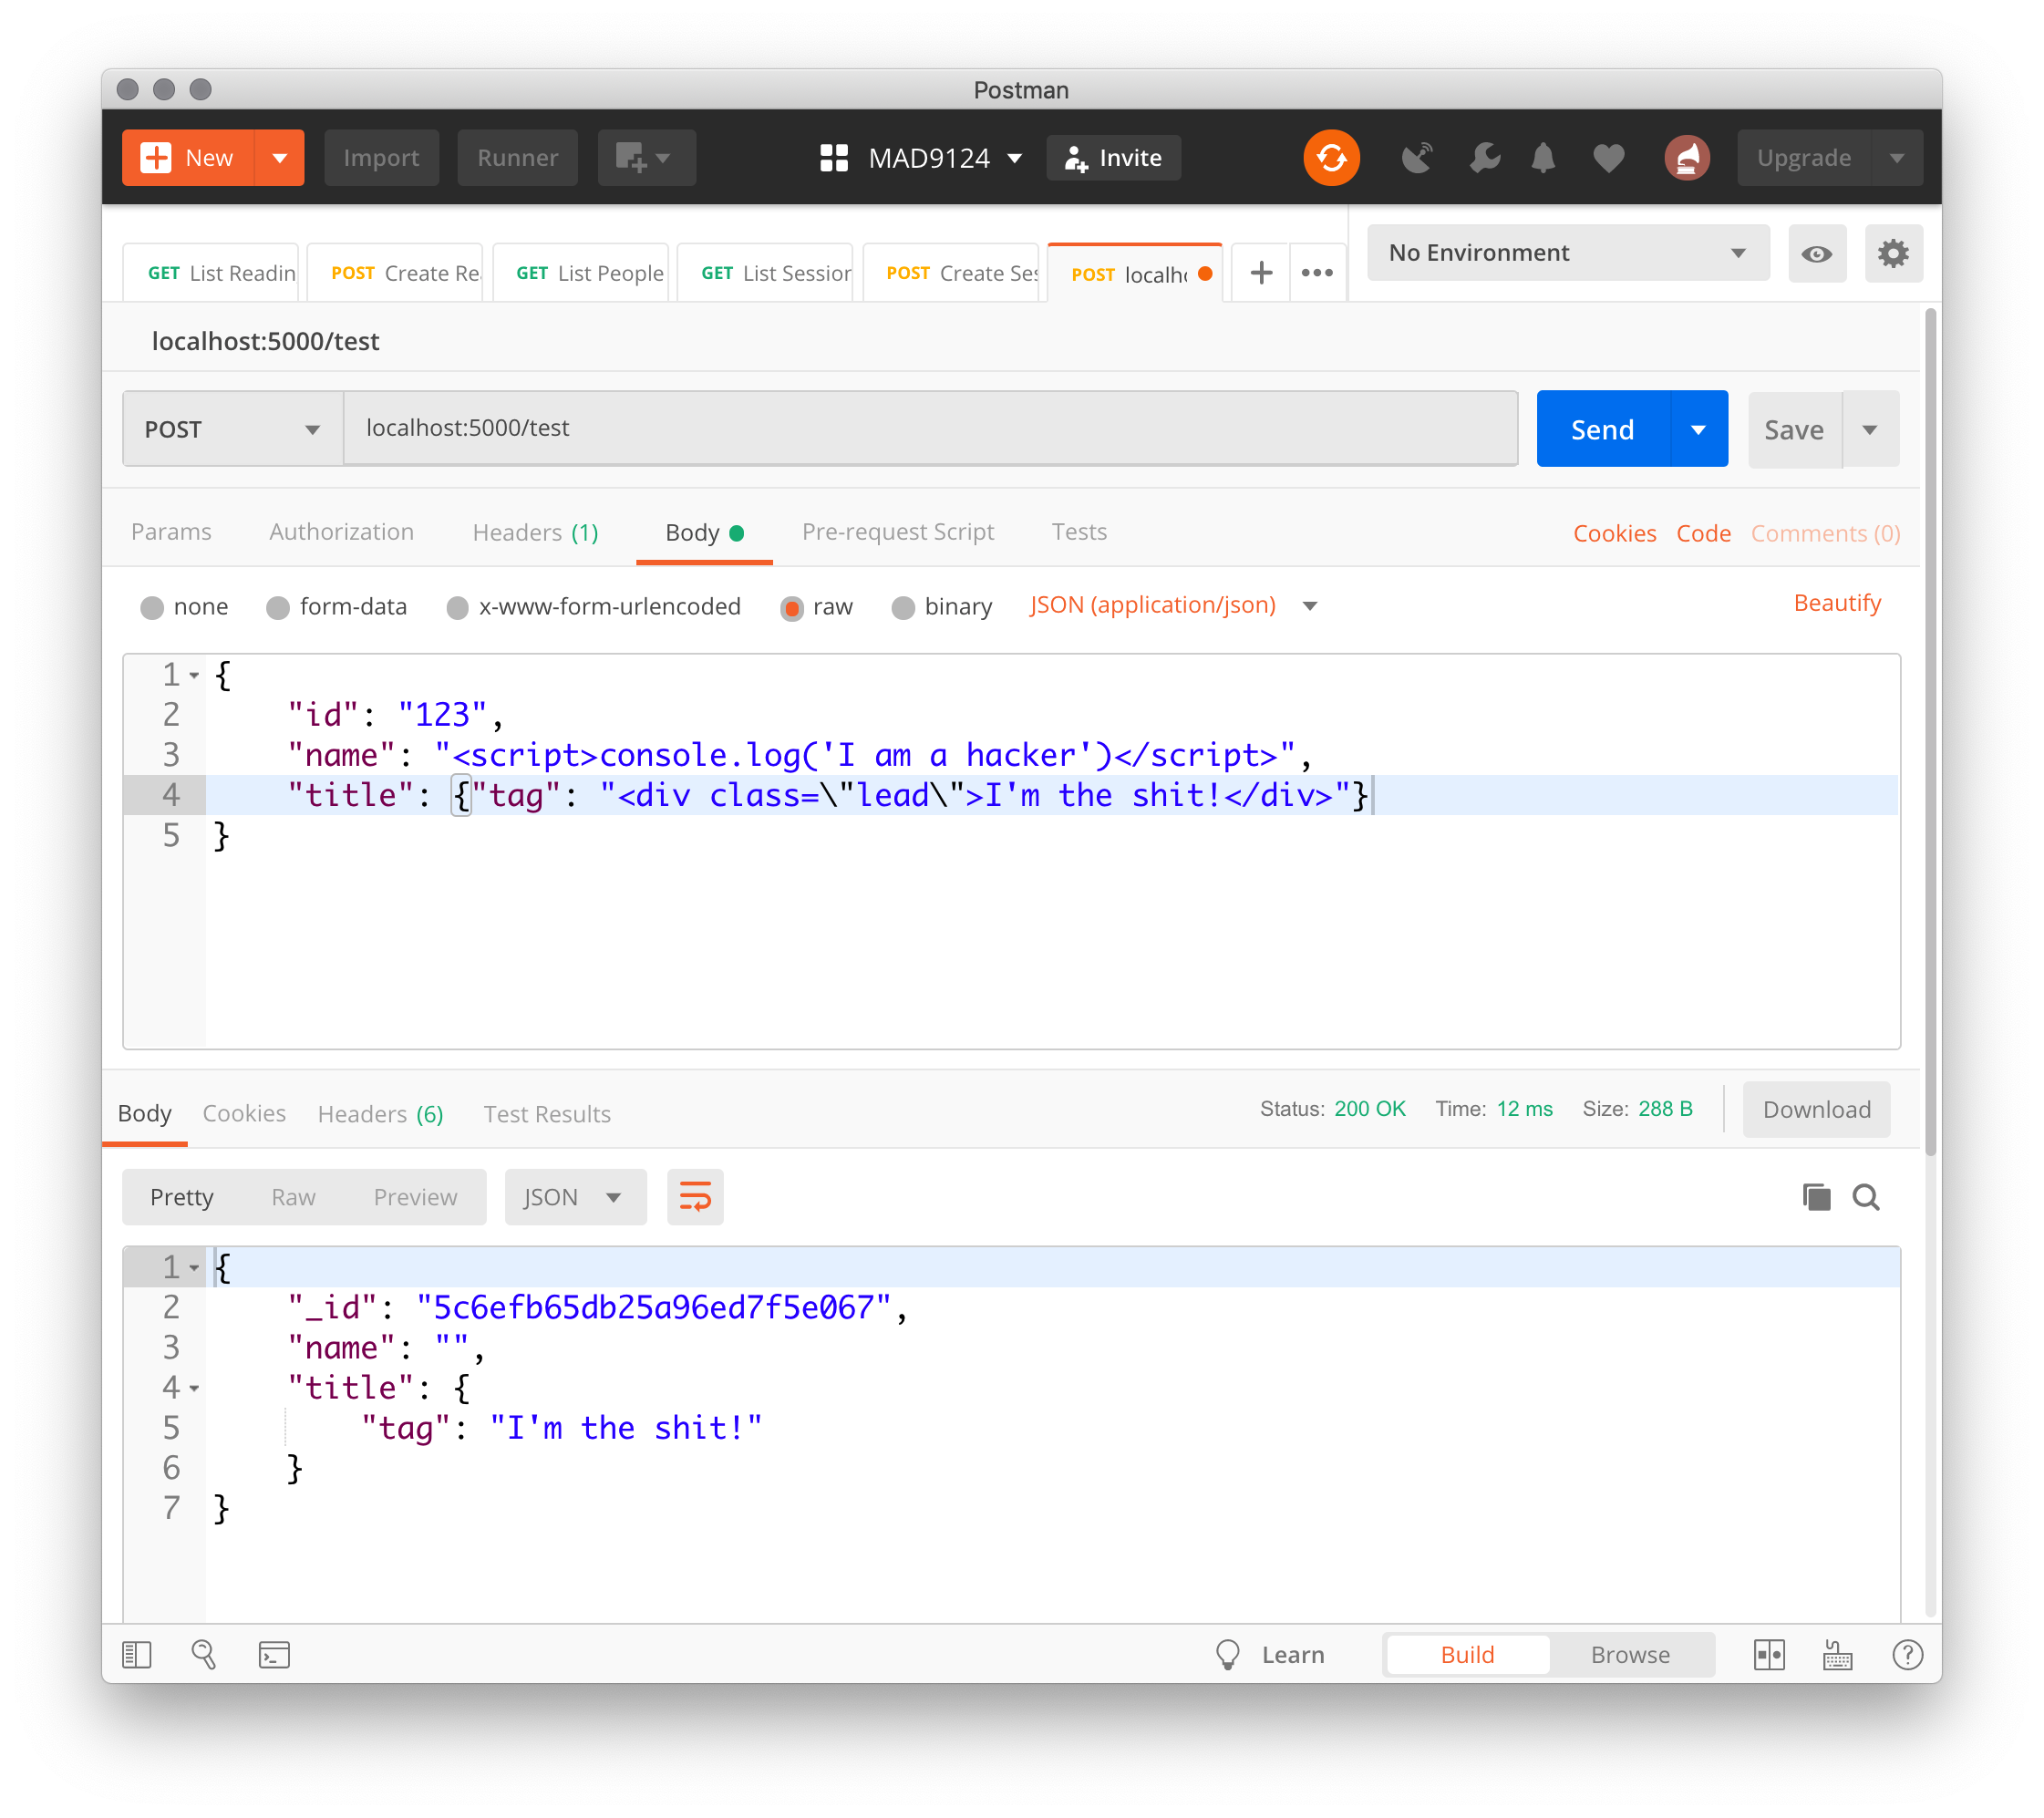 Postman
New Import Runner MAD9124 Invite Upgrade
GET List Readin POST Create Re GET List People GET List Session POST Create Ses POST localho + ••• No Environment
localhost:5000/test
POST localhost:5000/test Send Save
Params Authorization Headers (1) Body Pre-request Script Tests Cookies Code Comments (0)
none form-data x-www-form-urlencoded raw binary JSON (application/json) Beautify
1 {
2 "id": "123",
3 "name": "<script>console.log('I am a hacker')</script>",
4 "title": {"tag": "<div class=\"lead\">I'm the shit!</div>"}
5 }
Body Cookies Headers (6) Test Results Status: 200 OK Time: 12 ms Size: 288 B Download
Pretty Raw Preview JSON
1 {
2 "_id": "5c6efb65db25a96ed7f5e067",
3 "name": "",
4 "title": {
5 "tag": "I'm the shit!"
6 }
7 }
Learn Build Browse